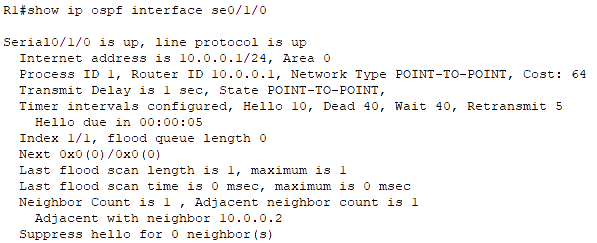 R1#show ip ospf interface se0/1/0

Serial0/1/0 is up, line protocol is up
  Internet address is 10.0.0.1/24, Area 0
  Process ID 1, Router ID 10.0.0.1, Network Type POINT-TO-POINT, Cost: 64
  Transmit Delay is 1 sec, State POINT-TO-POINT,
  Timer intervals configured, Hello 10, Dead 40, Wait 40, Retransmit 5
    Hello due in 00:00:05
  Index 1/1, flood queue length 0
  Next 0x0(0)/0x0(0)
  Last flood scan length is 1, maximum is 1
  Last flood scan time is 0 msec, maximum is 0 msec
  Neighbor Count is 1 , Adjacent neighbor count is 1
    Adjacent with neighbor 10.0.0.2
  Suppress hello for 0 neighbor(s)